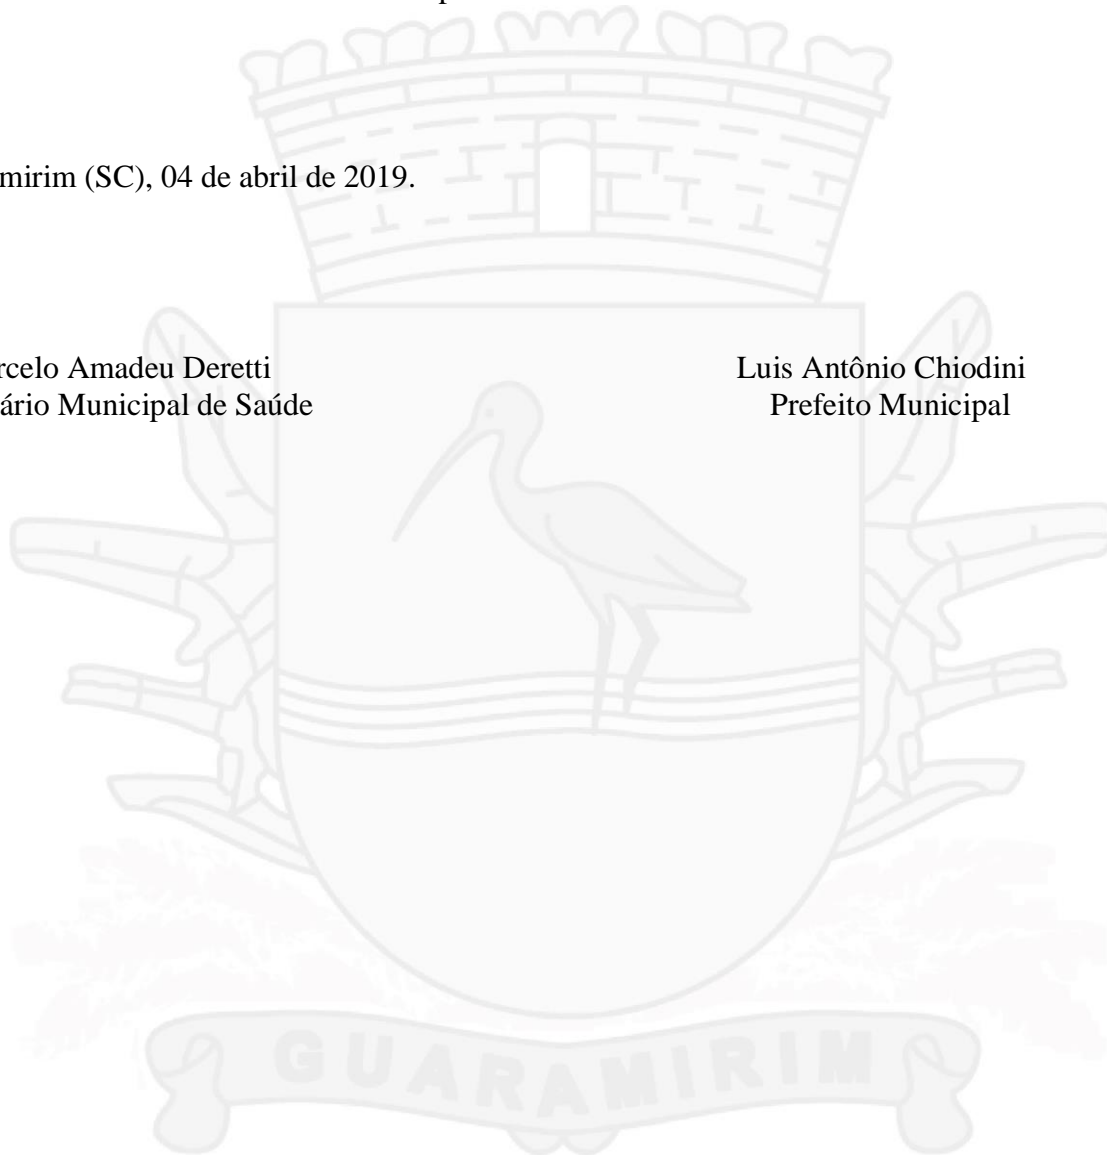 mirim (SC), 04 de abril de 2019.
rcelo Amadeu Deretti
Luis Antônio Chiodini
ário Municipal de Saúde
Prefeito Municipal
GUARAMIRIM